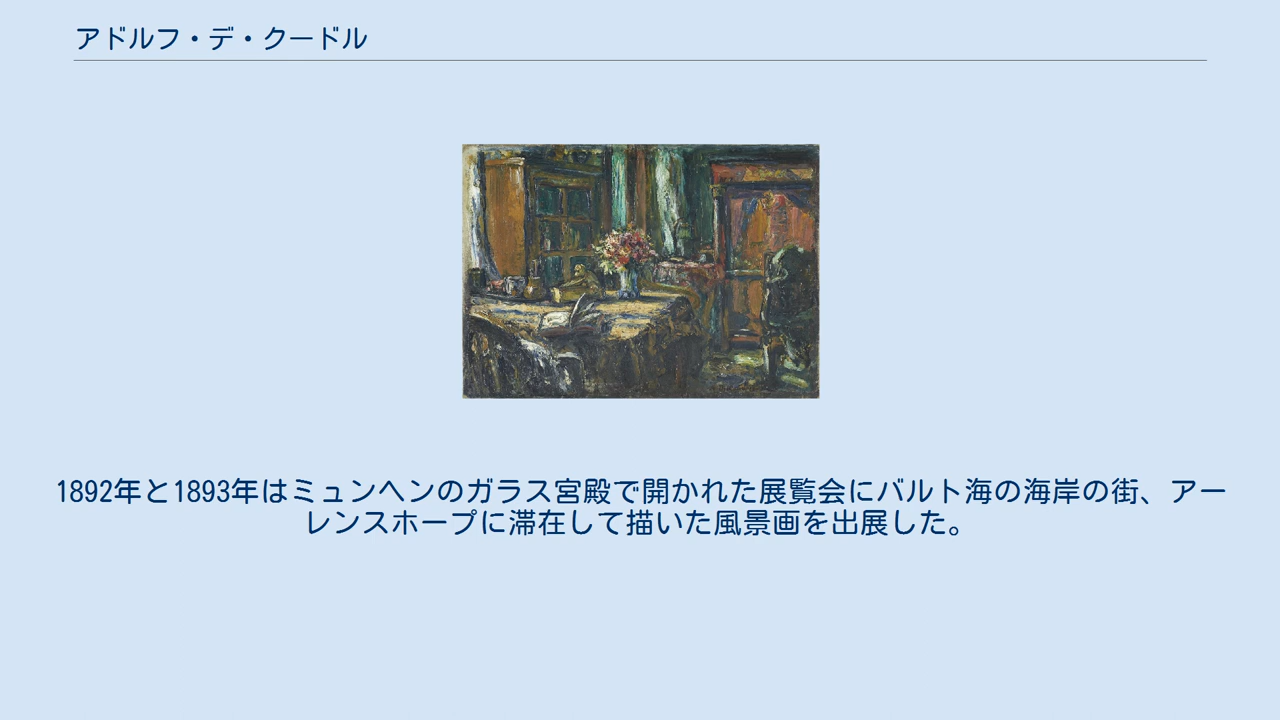 アドルフ・デ・クードル
1892年と1893年はミュンヘンのガラス宮殿で開かれた展覧会にバルト海の海岸の街、アー
レンスホープに滞在して描いた風景画を出展した。